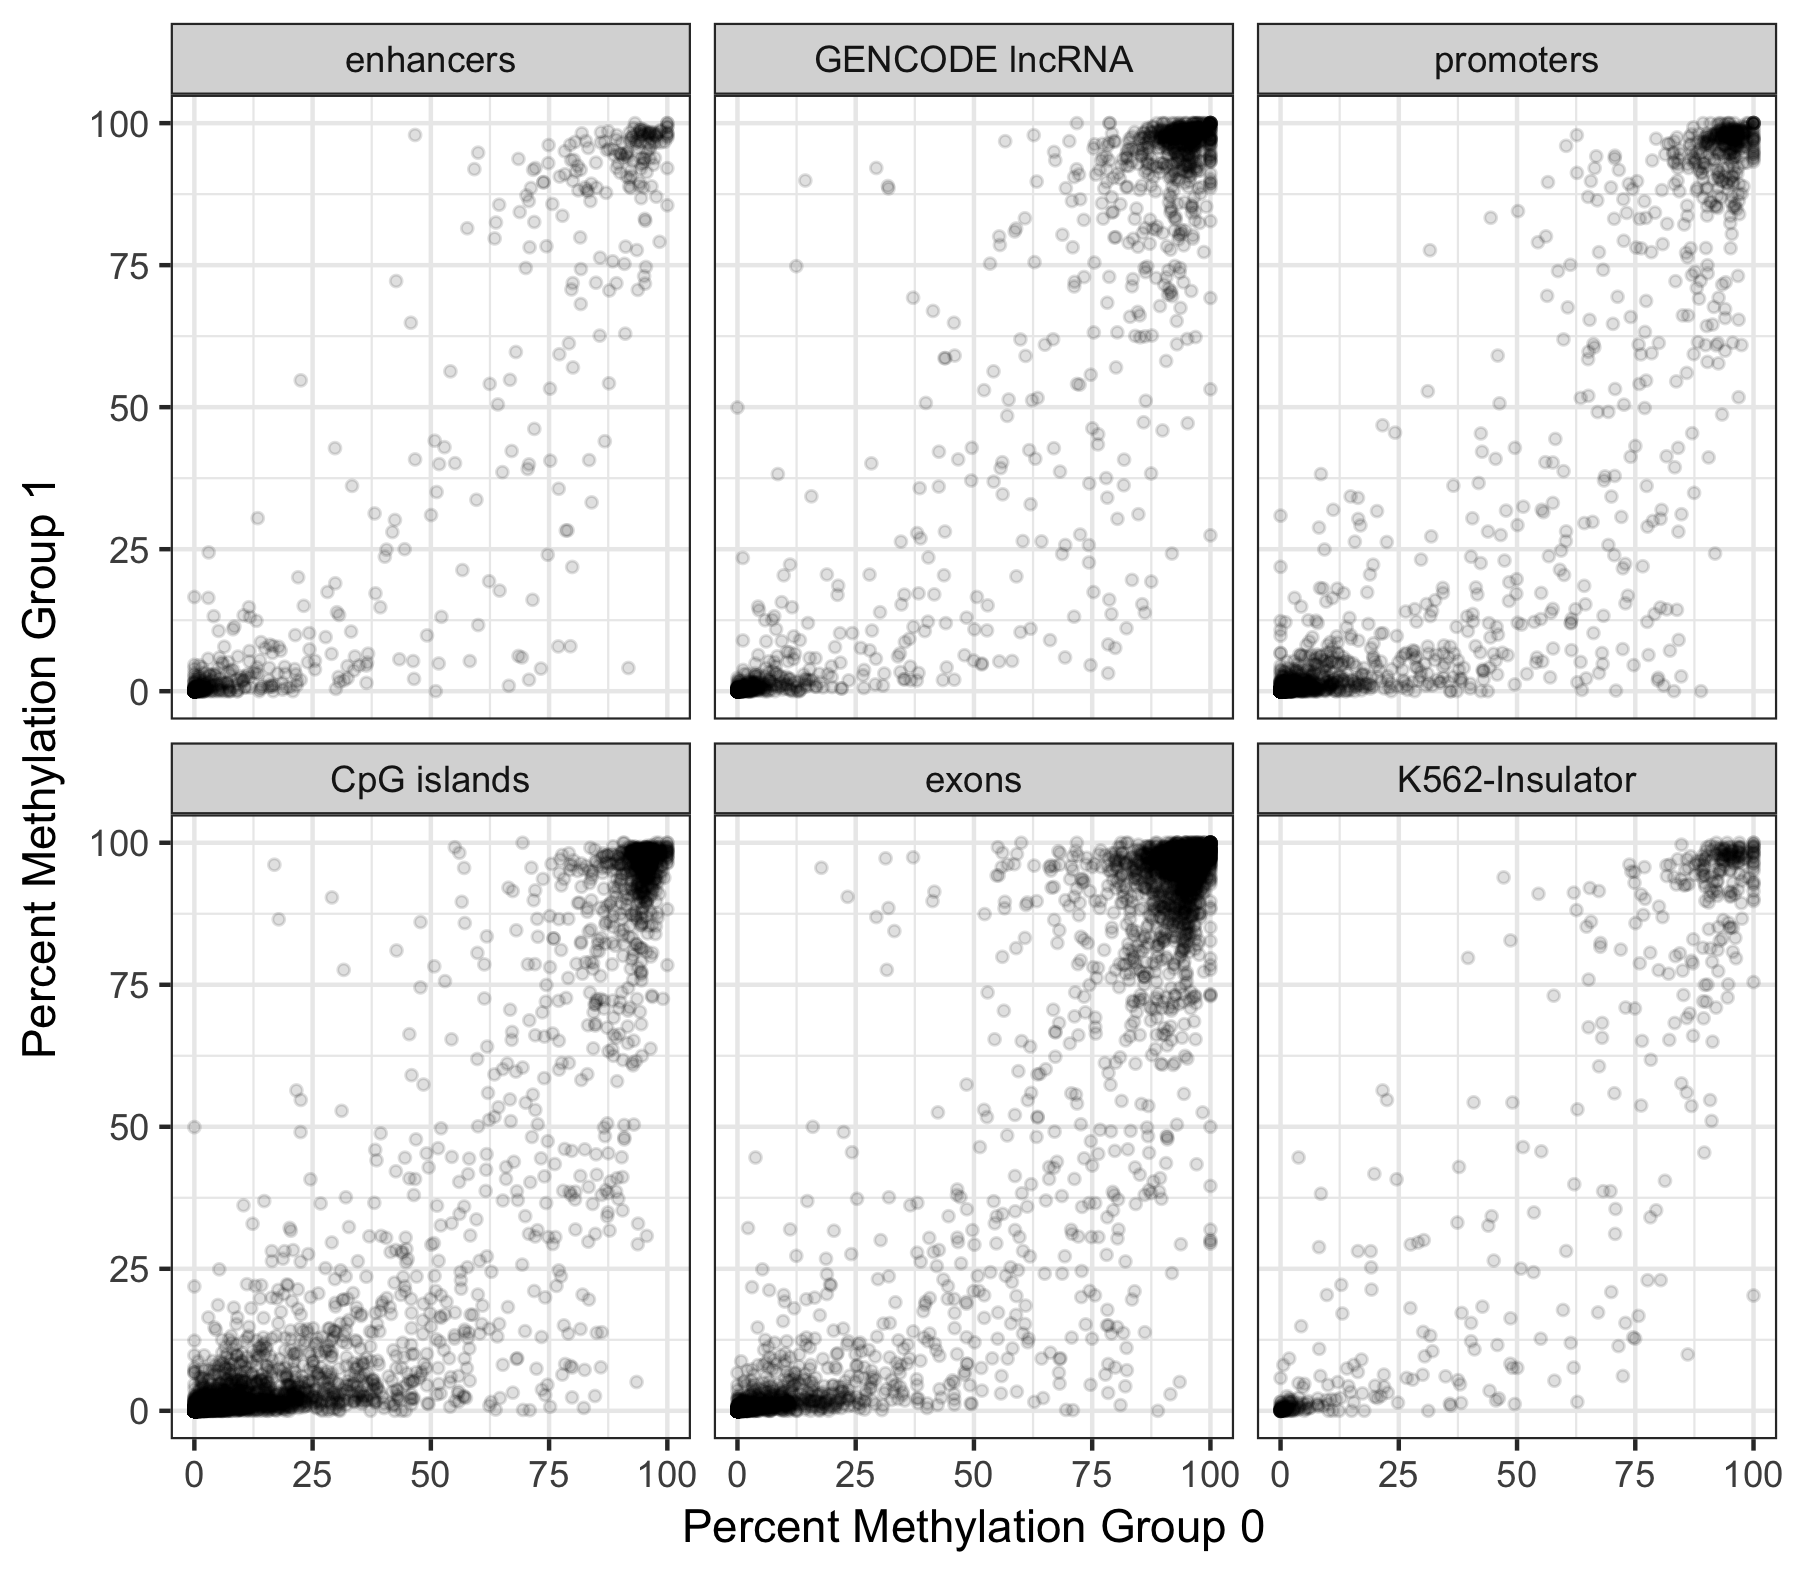 enhancers GENCODE lncRNA promoters
100
75
50
25
0
CpG islands exons K562-Insulator
100
75
50
25
0
0 25 50 75 100 0 25 50 75 100 0 25 50 75 100
Percent Methylation Group 0
Percent Methylation Group 1